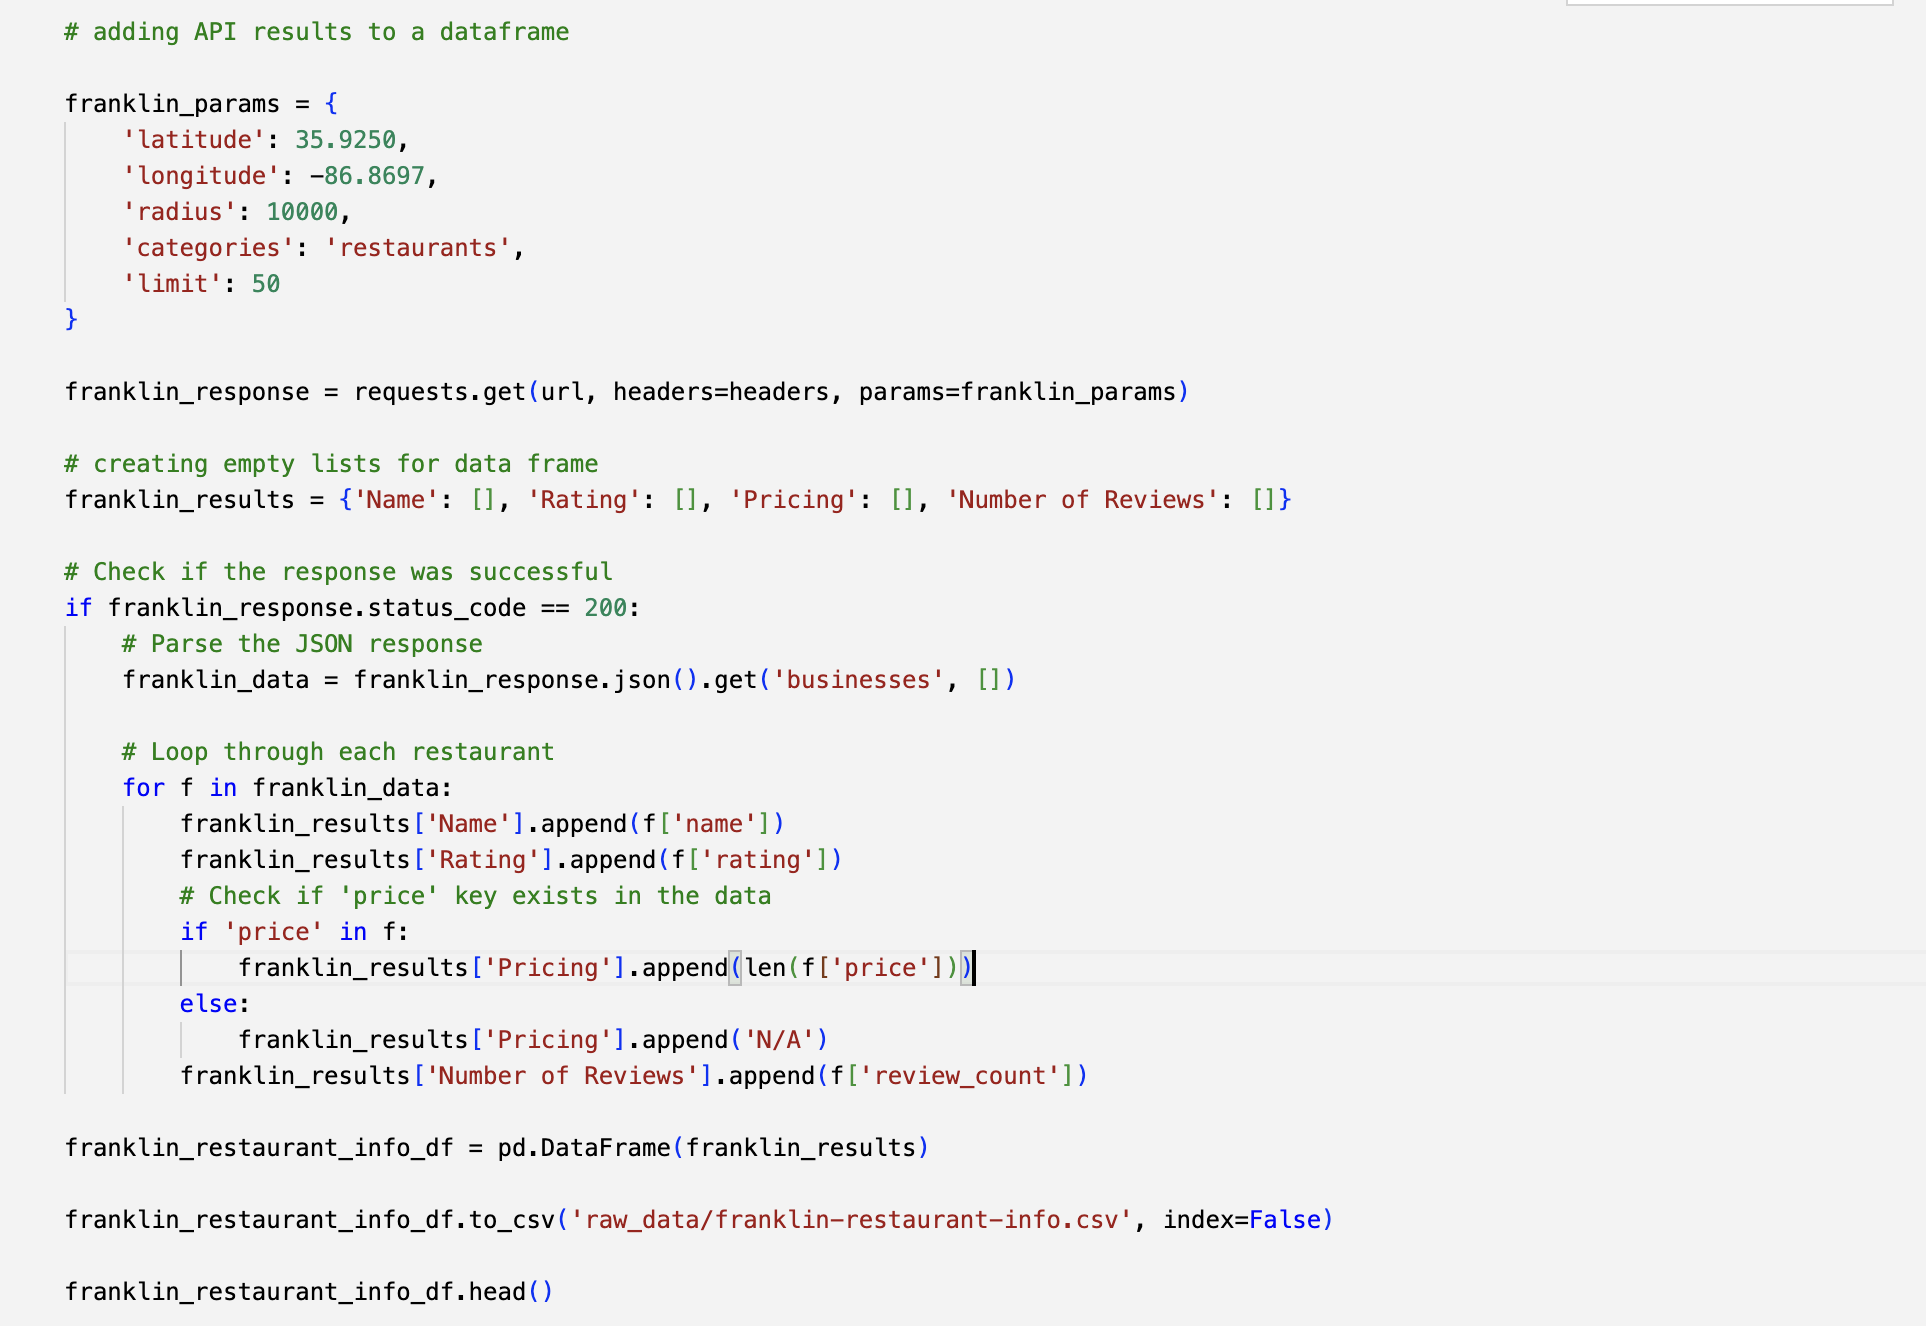 # adding API results to a dataframe
franklin_params = {
    'latitude': 35.9250,
    'longitude': -86.8697,
    'radius': 10000,
    'categories': 'restaurants',
    'limit': 50
}
franklin_response = requests.get(url, headers=headers, params=franklin_params)
# creating empty lists for data frame
franklin_results = {'Name': [], 'Rating': [], 'Pricing': [], 'Number of Reviews': []}
# Check if the response was successful
if franklin_response.status_code == 200:
    # Parse the JSON response
    franklin_data = franklin_response.json().get('businesses', [])
    # Loop through each restaurant
    for f in franklin_data:
        franklin_results['Name'].append(f['name'])
        franklin_results['Rating'].append(f['rating'])
        # Check if 'price' key exists in the data
        if 'price' in f:
            franklin_results['Pricing'].append(len(f['price']))
        else:
            franklin_results['Pricing'].append('N/A')
        franklin_results['Number of Reviews'].append(f['review_count'])
franklin_restaurant_info_df = pd.DataFrame(franklin_results)
franklin_restaurant_info_df.to_csv('raw_data/franklin-restaurant-info.csv', index=False)
franklin_restaurant_info_df.head()